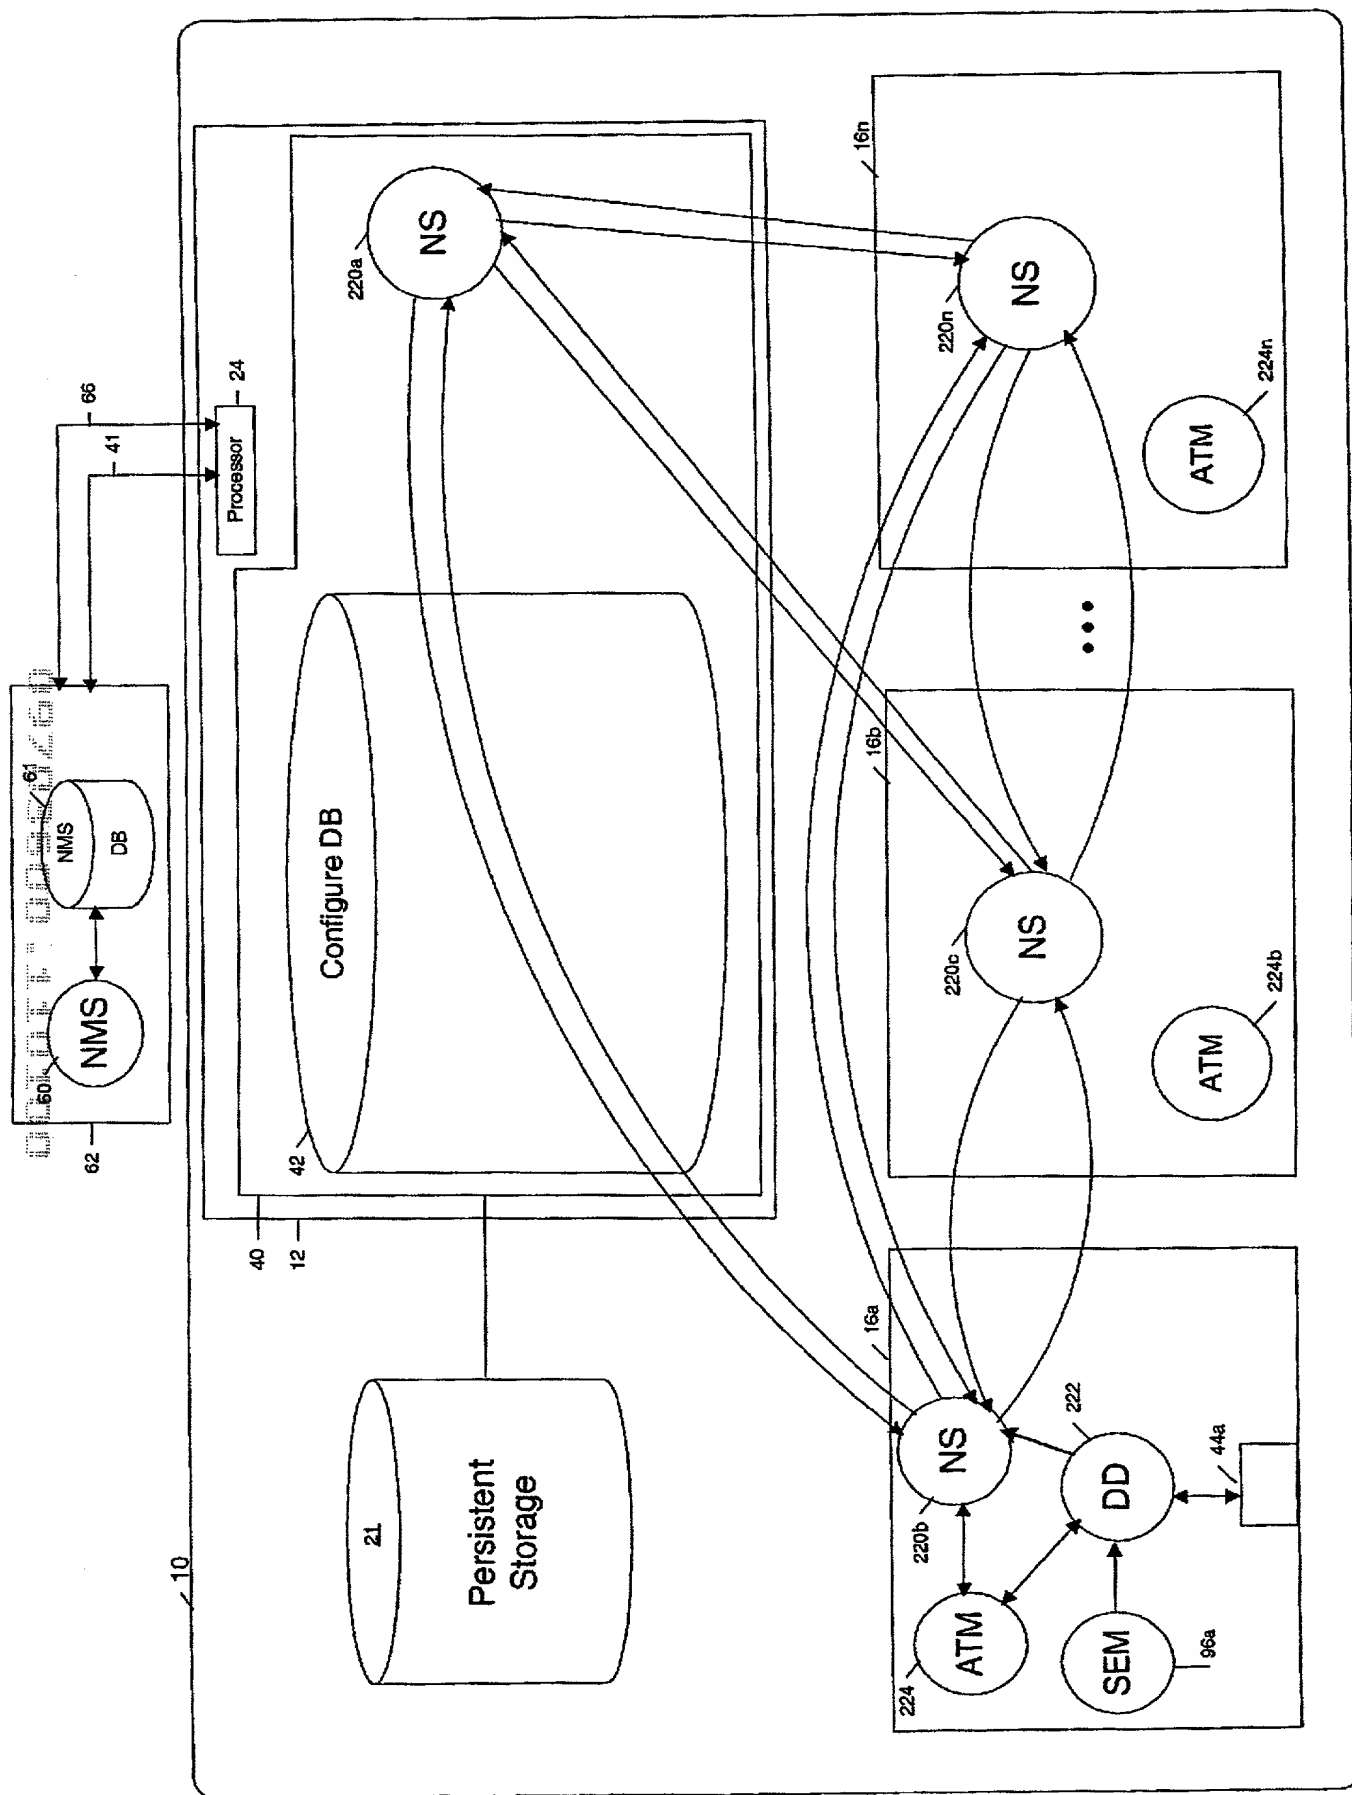 60
NMS
61
NMS
DB
62
66
41
10
Processor
24
40
12
42
Configure DB
220a
NS
21
Persistent
Storage
16a
16b
16n
220b
NS
220c
NS
220n
NS
224
ATM
222
DD
SEM
96a
44a
ATM
224b
...
ATM
224n